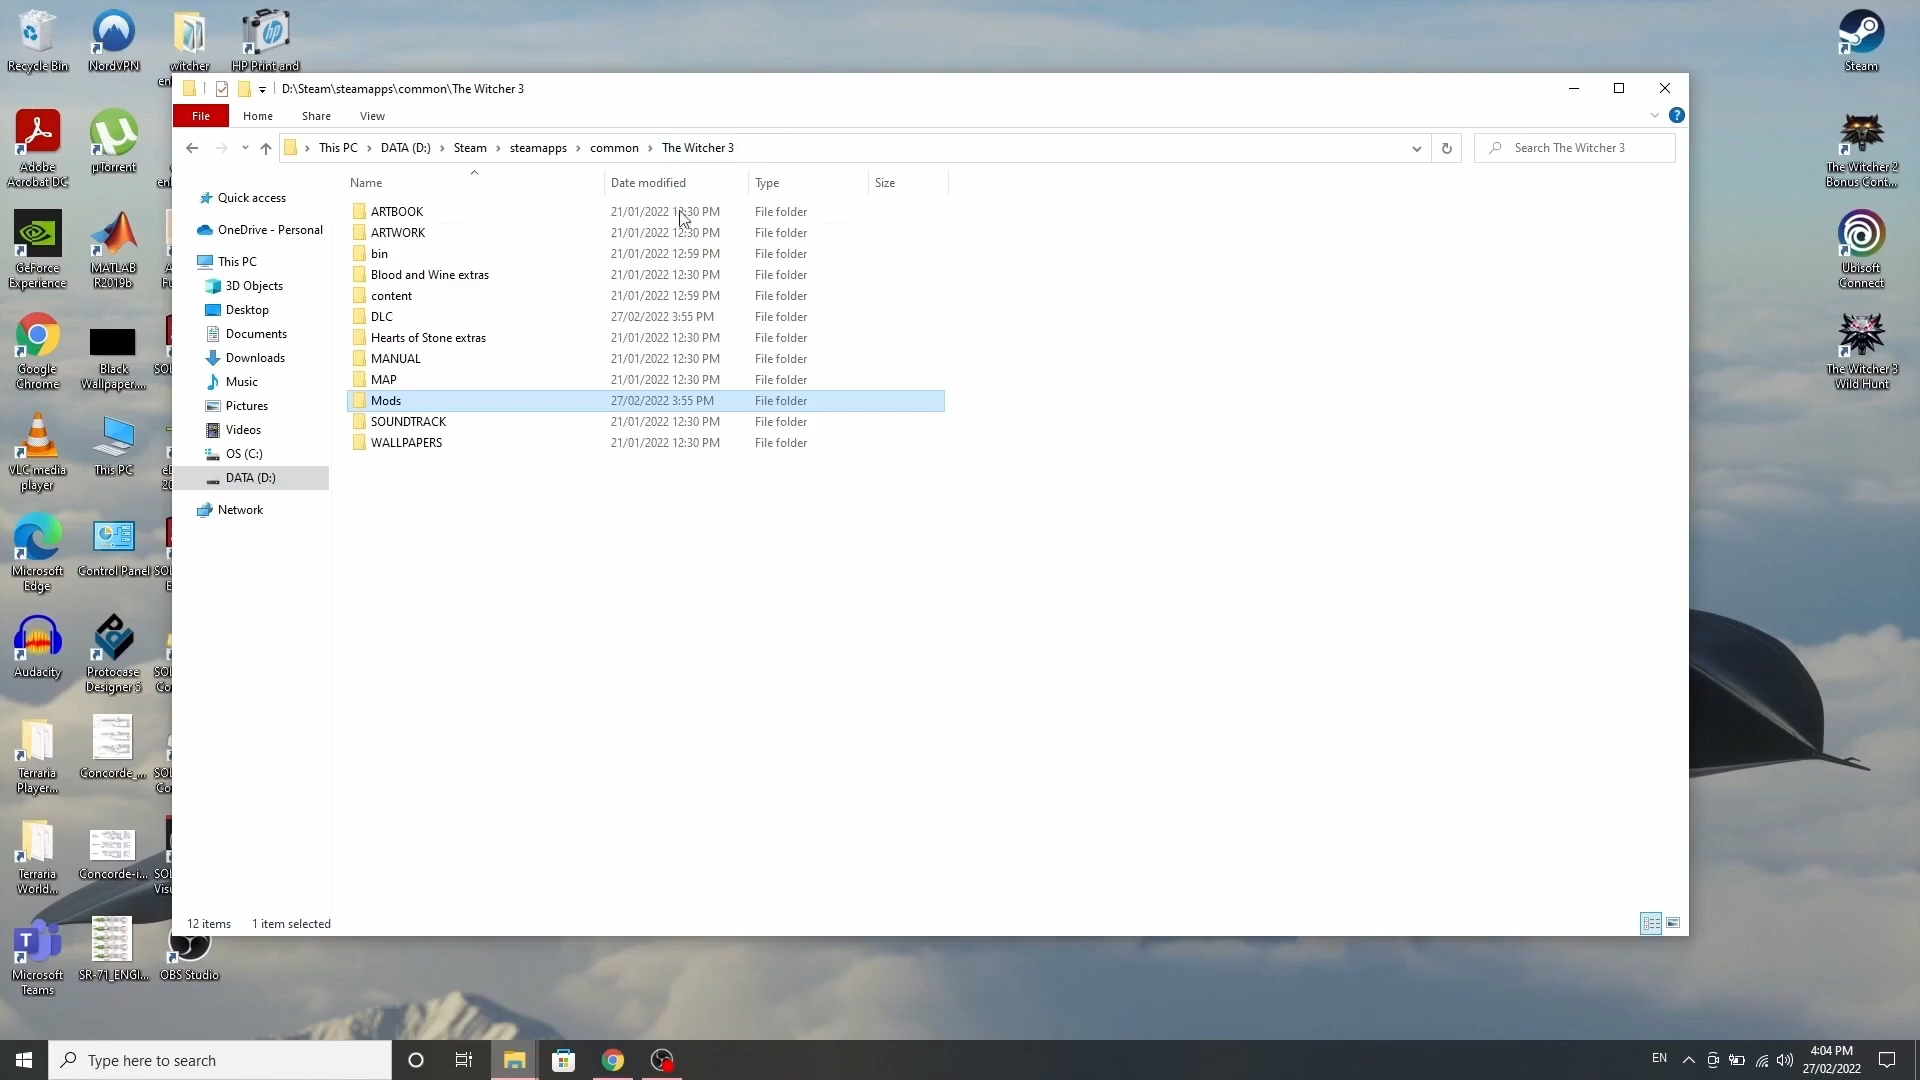 Recycle Bin
NordVPN
witcher
HP Print and
Adobe
Acrobat DC
µTorrent
GeForce
Experience
MATLAB
R2019b
Google
Chrome
Black
Wallpaper....
VLC media
player
This PC
Microsoft
Edge
Control Panel
Audacity
Protocase
Designer 5
Terraria
Player...
Concorde_...
Terraria
World...
Concorde-i...
Microsoft
Teams
SR-71_ENGI...
OBS Studio
Steam
The Witcher 2
Bonus Cont...
Ubisoft
Connect
The Witcher 3
Wild Hunt
D:\Steam\steamapps\common\The Witcher 3
File Home Share View
This PC > DATA (D:) > Steam > steamapps > common > The Witcher 3
Search The Witcher 3
Quick access
OneDrive - Personal
This PC
3D Objects
Desktop
Documents
Downloads
Music
Pictures
Videos
OS (C:)
DATA (D:)
Network
Name Date modified Type Size
ARTBOOK 21/01/2022 12:30 PM File folder
ARTWORK 21/01/2022 12:30 PM File folder
bin 21/01/2022 12:59 PM File folder
Blood and Wine extras 21/01/2022 12:30 PM File folder
content 21/01/2022 12:59 PM File folder
DLC 27/02/2022 3:55 PM File folder
Hearts of Stone extras 21/01/2022 12:30 PM File folder
MANUAL 21/01/2022 12:30 PM File folder
MAP 21/01/2022 12:30 PM File folder
Mods 27/02/2022 3:55 PM File folder
SOUNDTRACK 21/01/2022 12:30 PM File folder
WALLPAPERS 21/01/2022 12:30 PM File folder
12 items 1 item selected
Type here to search
EN
4:04 PM
27/02/2022